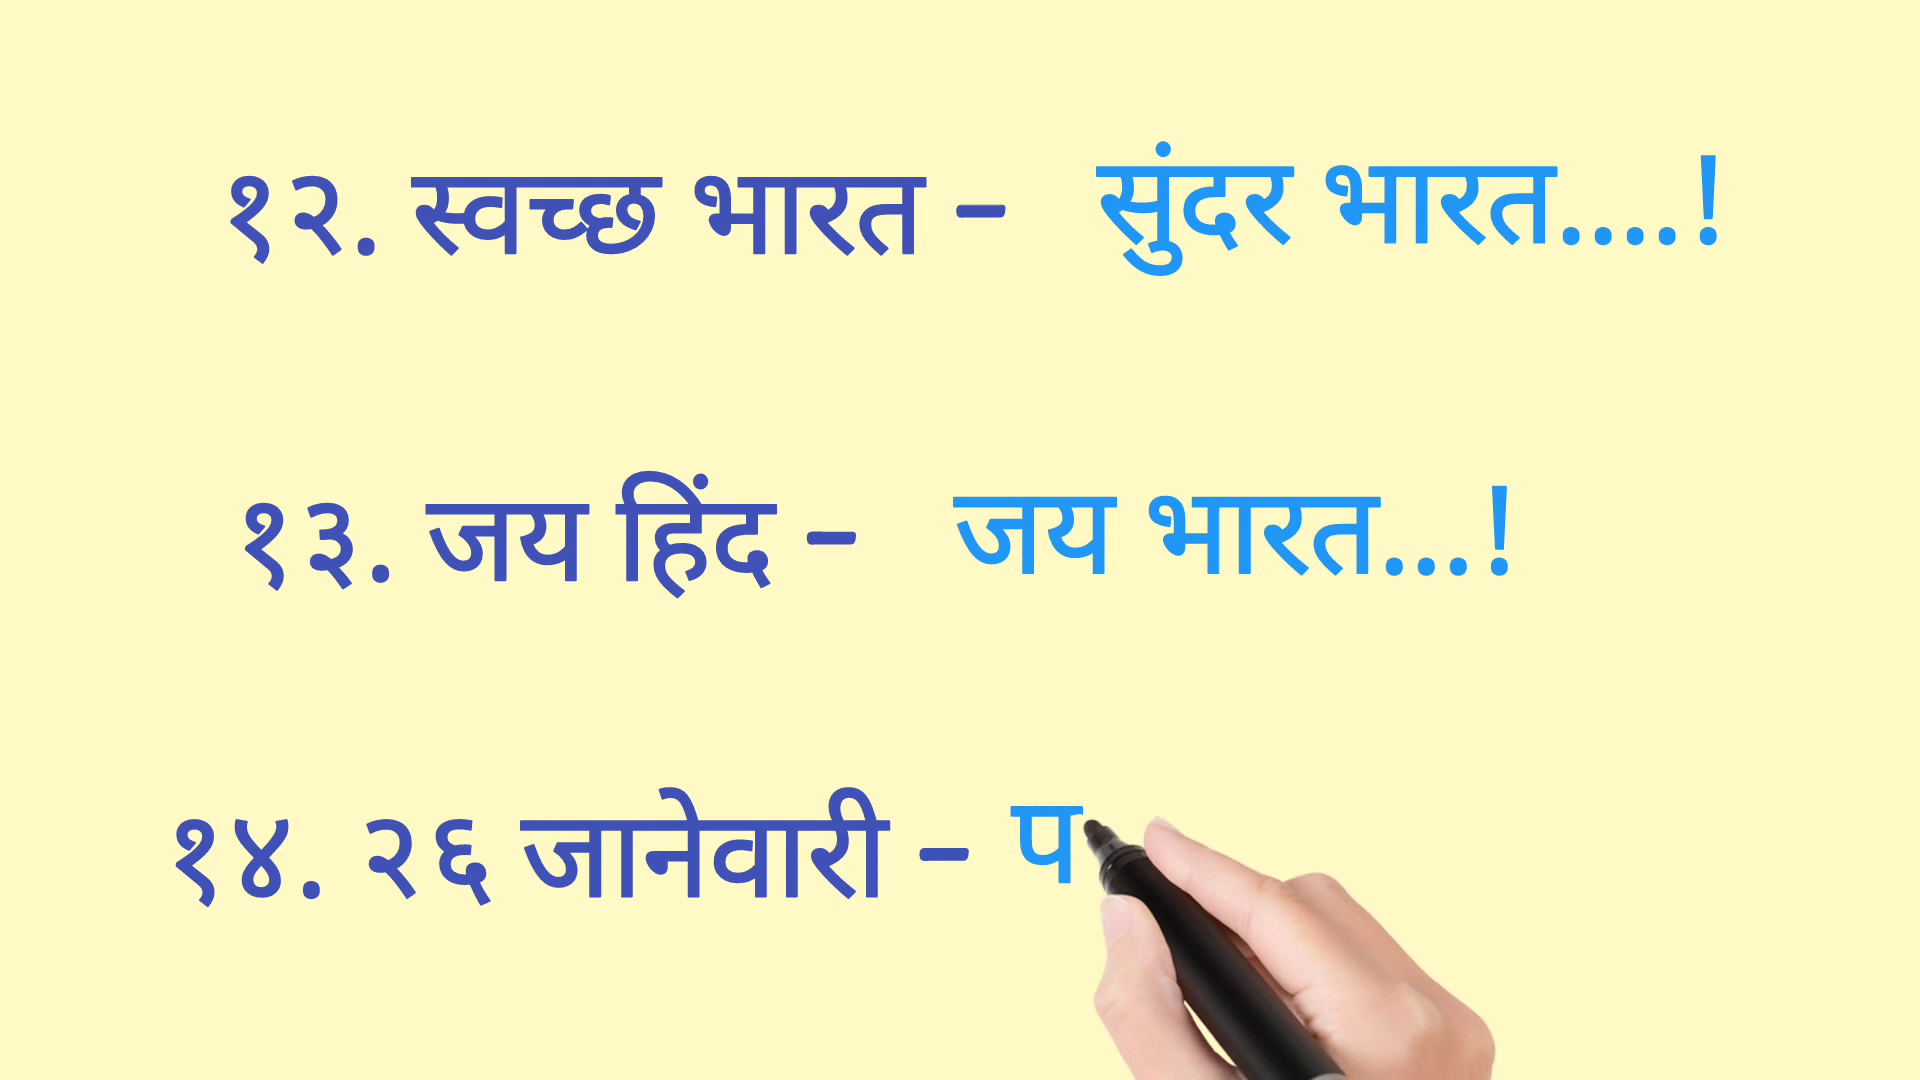 १२. स्वच्छ भारत - सुंदर भारत....!
१३. जय हिंद - जय भारत...!
१४. २६ जानेवारी - प